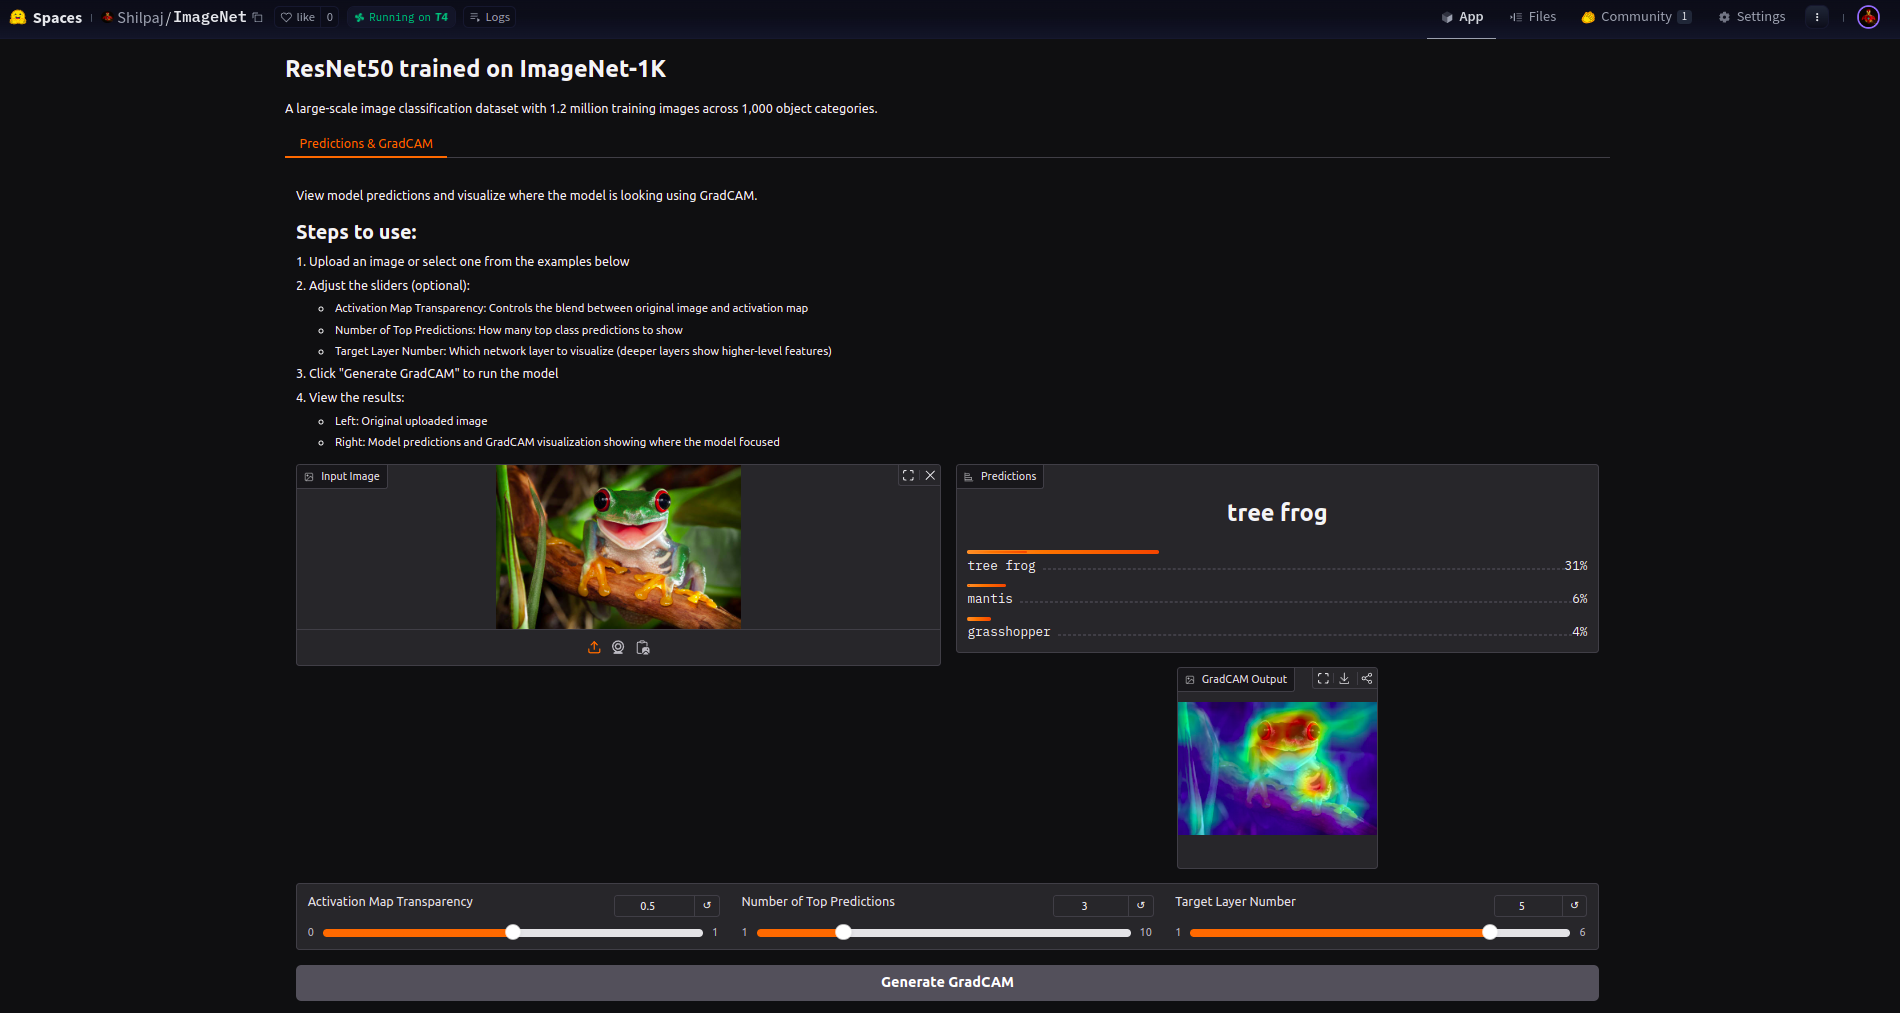 Spaces Shilpaj/ImageNet like 0 Running on T4 Logs App Files Community 1 Settings
ResNet50 trained on ImageNet-1K
A large-scale image classification dataset with 1.2 million training images across 1,000 object categories.
Predictions & GradCAM
View model predictions and visualize where the model is looking using GradCAM.
Steps to use:
1. Upload an image or select one from the examples below
2. Adjust the sliders (optional):
Activation Map Transparency: Controls the blend between original image and activation map
Number of Top Predictions: How many top class predictions to show
Target Layer Number: Which network layer to visualize (deeper layers show higher-level features)
3. Click "Generate GradCAM" to run the model
4. View the results:
Left: Original uploaded image
Right: Model predictions and GradCAM visualization showing where the model focused
Input Image
Predictions
tree frog
tree frog 31%
mantis 6%
grasshopper 4%
GradCAM Output
Activation Map Transparency 0.5
0 1
Number of Top Predictions 3
1 10
Target Layer Number 5
1 6
Generate GradCAM